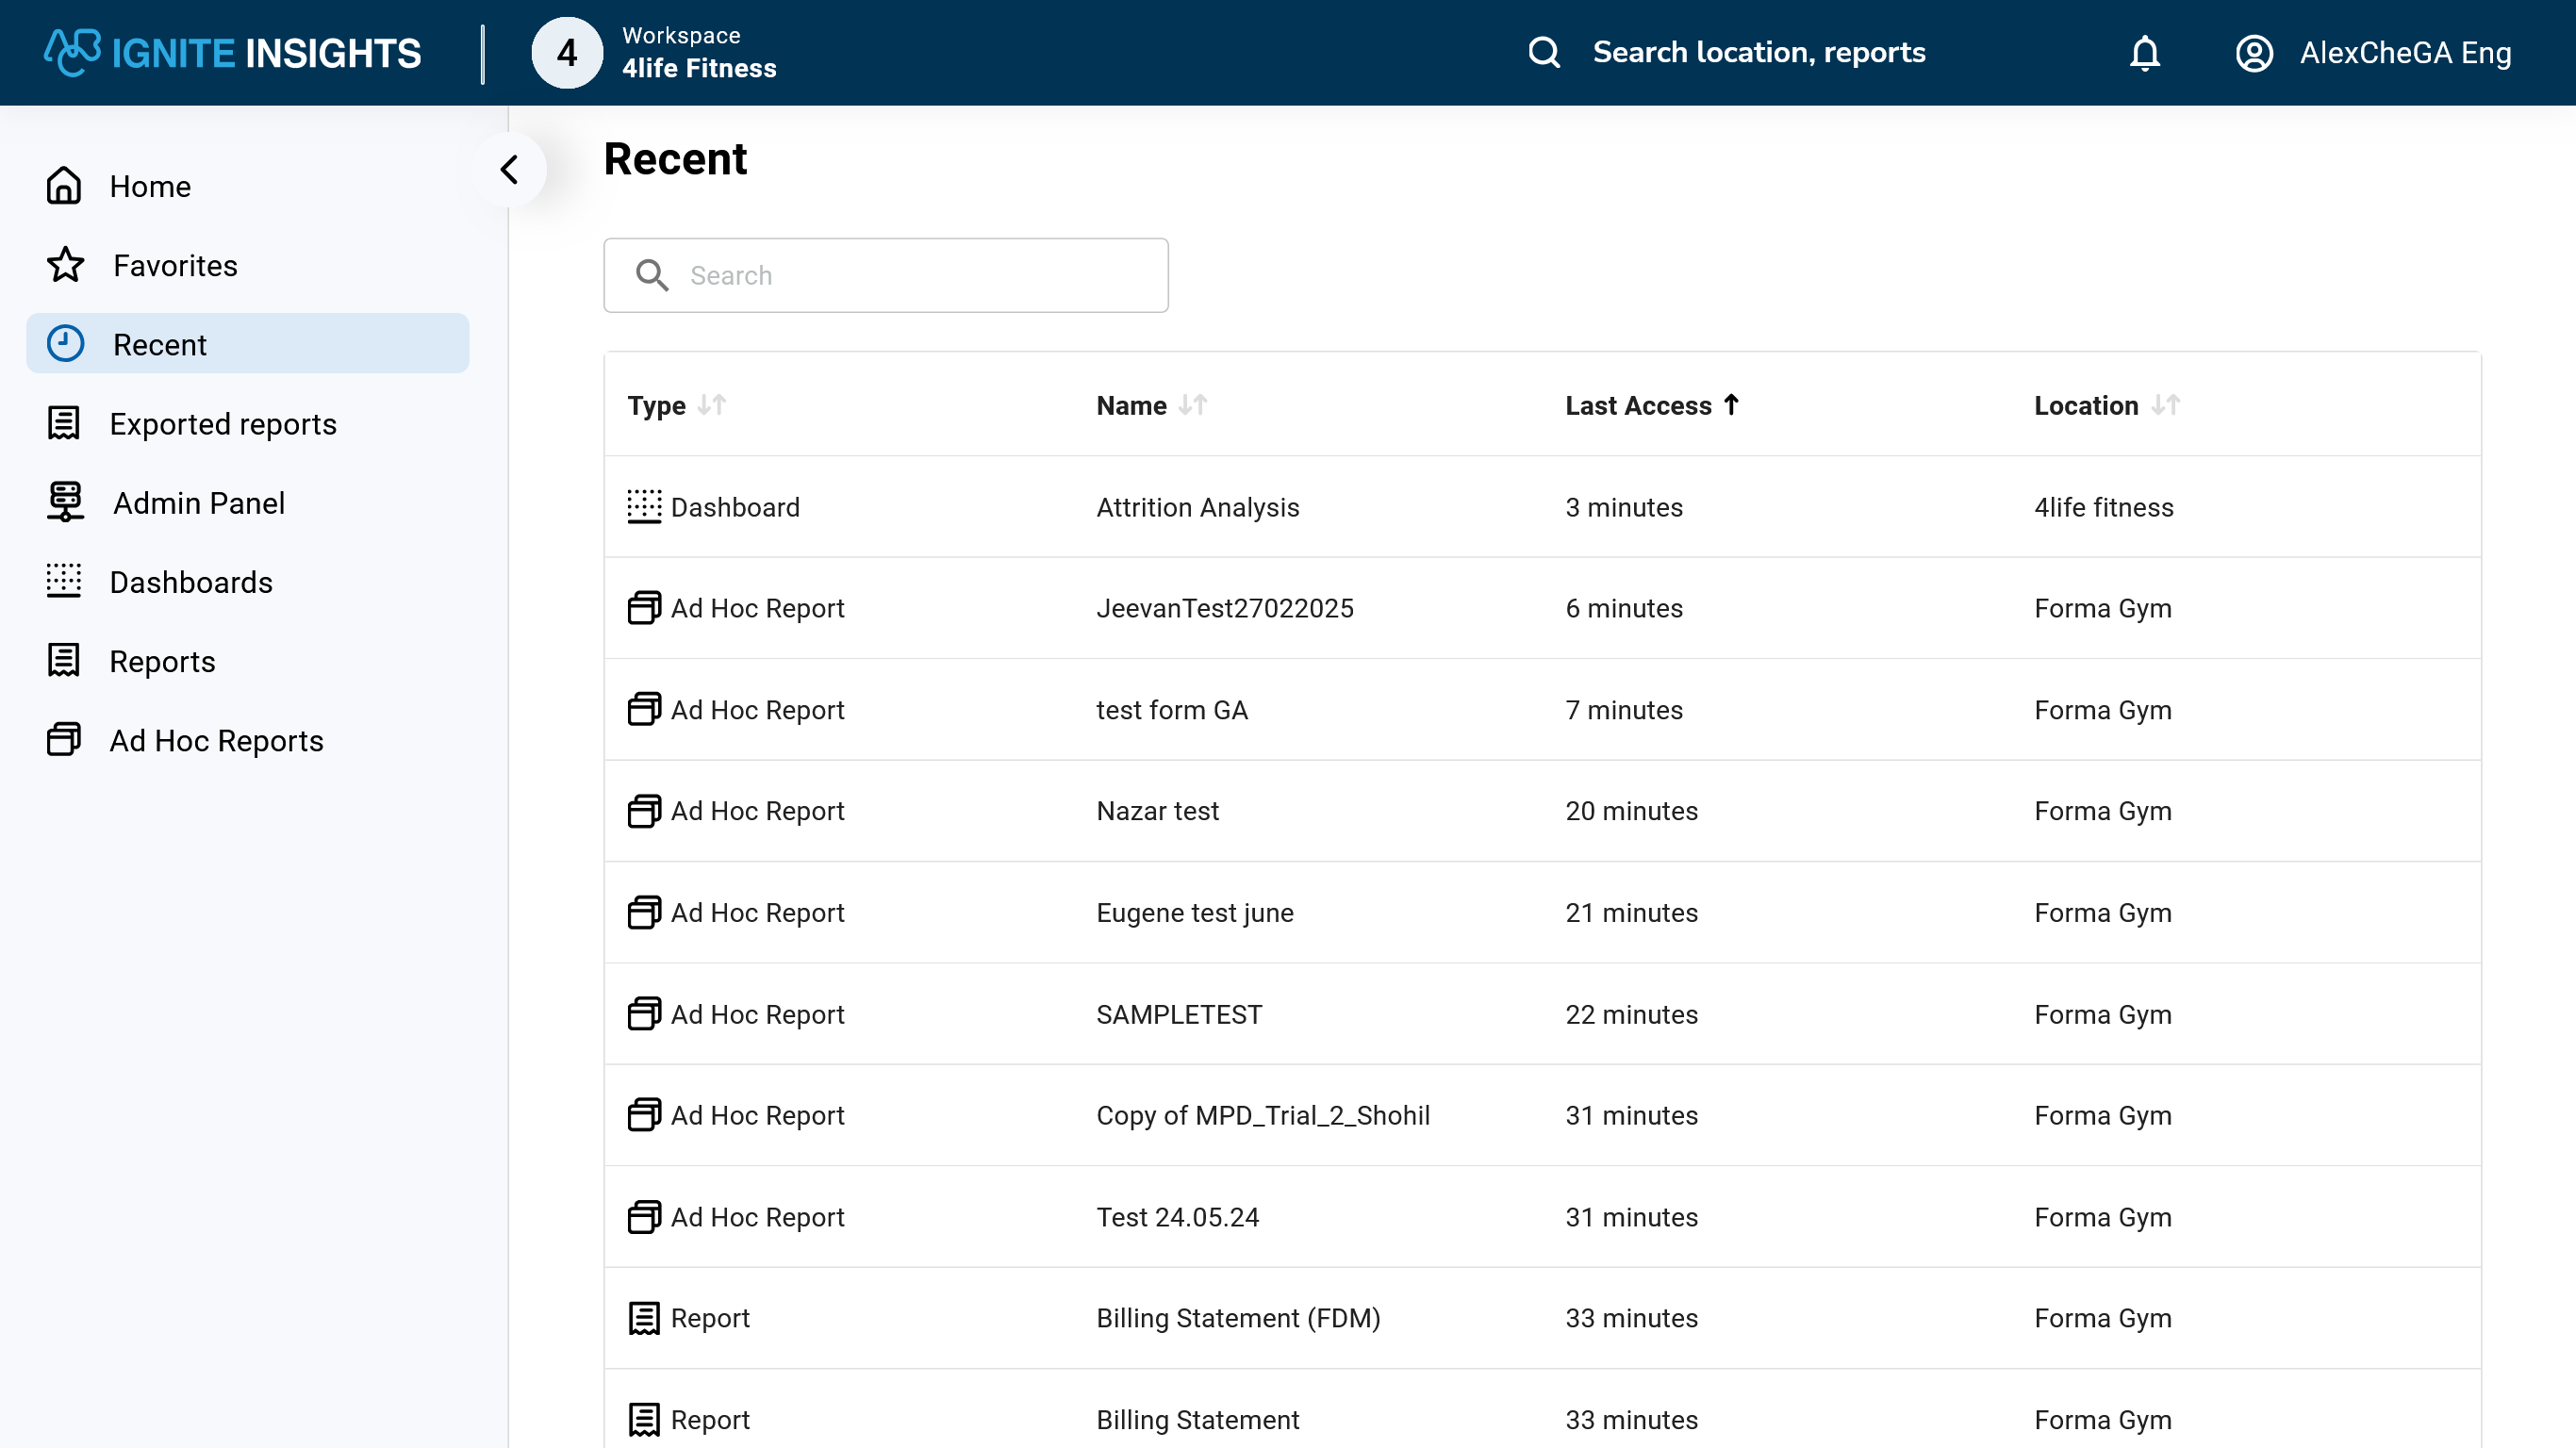 IGNITE INSIGHTS
4
Workspace
4life Fitness
Search location, reports
AlexCheGA Eng
Home
Favorites
Recent
Exported reports
Admin Panel
Dashboards
Reports
Ad Hoc Reports
Recent
Search
Type Name Last Access Location
Dashboard Attrition Analysis 3 minutes 4life fitness
Ad Hoc Report JeevanTest27022025 6 minutes Forma Gym
Ad Hoc Report test form GA 7 minutes Forma Gym
Ad Hoc Report Nazar test 20 minutes Forma Gym
Ad Hoc Report Eugene test june 21 minutes Forma Gym
Ad Hoc Report SAMPLETEST 22 minutes Forma Gym
Ad Hoc Report Copy of MPD_Trial_2_Shohil 31 minutes Forma Gym
Ad Hoc Report Test 24.05.24 31 minutes Forma Gym
Report Billing Statement (FDM) 33 minutes Forma Gym
Report Billing Statement 33 minutes Forma Gym